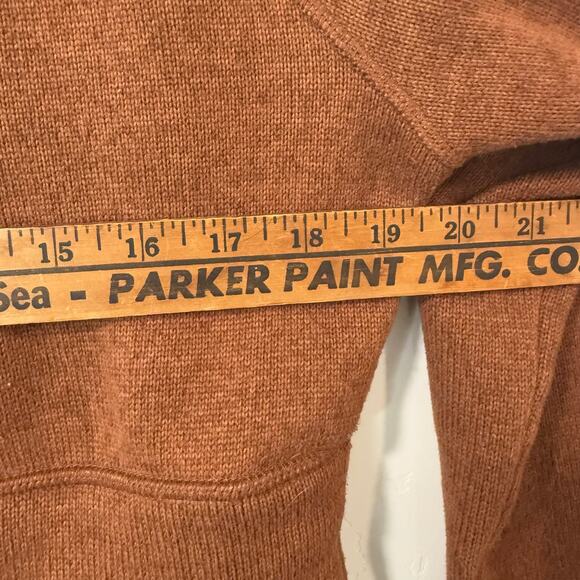 15 16 17 18 19 20 21
Sea - PARKER PAINT MFG. CO.